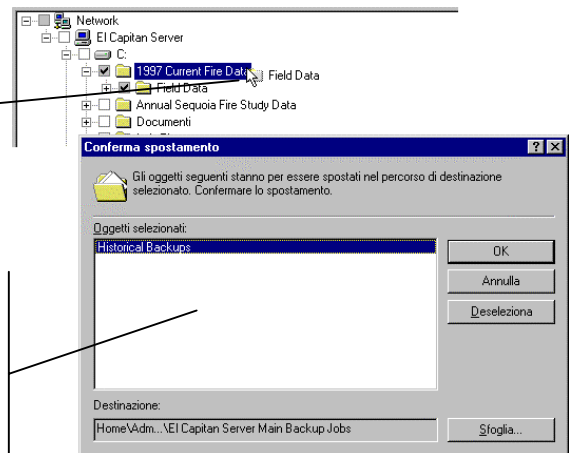 Network
El Capitan Server
C:
1997 Current Fire Data
Field Data
Field Data
Annual Sequoia Fire Study Data
Documenti
Conferma spostamento
Gli oggetti seguenti stanno per essere spostati nel percorso di destinazione
selezionato. Confermare lo spostamento.
Oggetti selezionati:
Historical Backups
OK
Annulla
Deseleziona
Destinazione:
Home\Adm...\El Capitan Server Main Backup Jobs
Sfoglia...